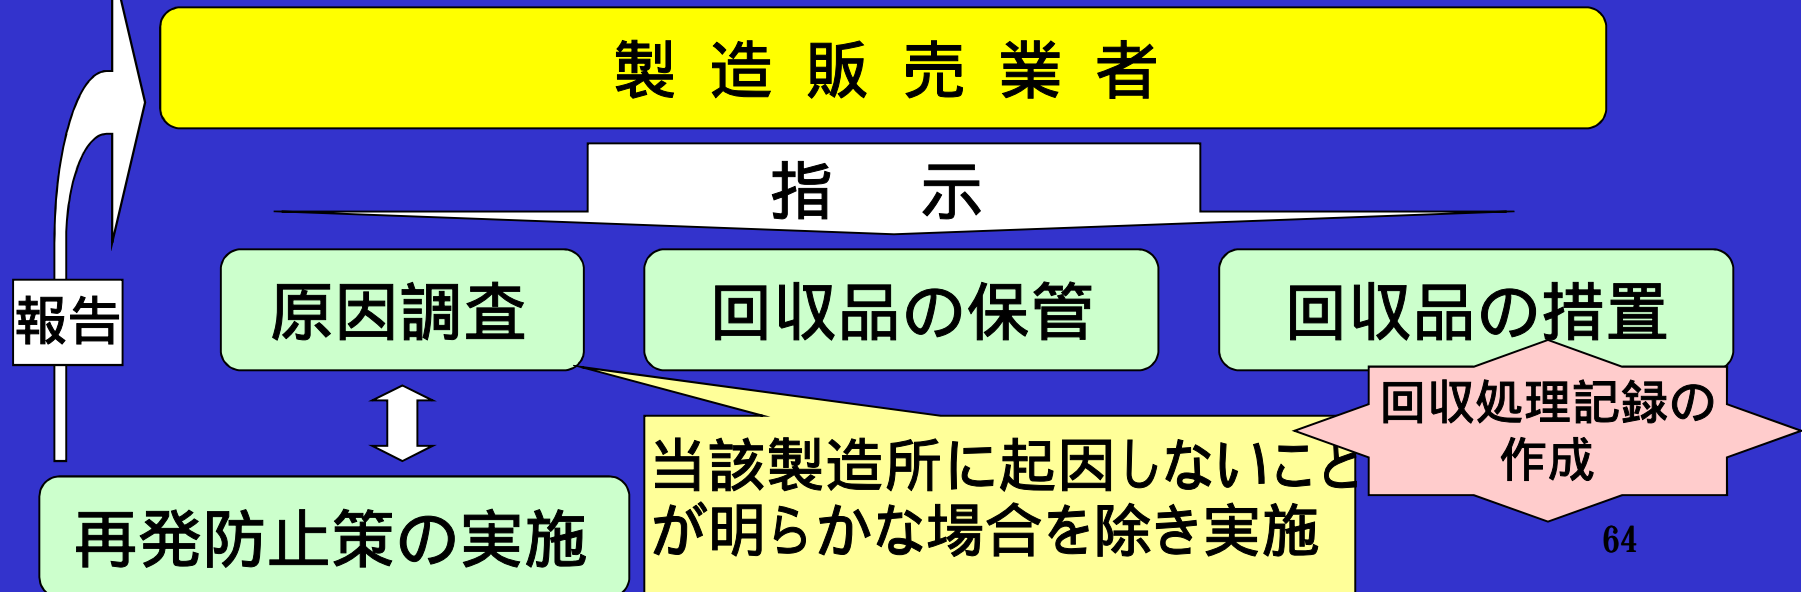 製造販売業者
指 示
報告
原因調査
回収品の保管
回収品の措置
回収処理記録の
作成
当該製造所に起因しないこと
が明らかな場合を除き実施
再発防止策の実施
64